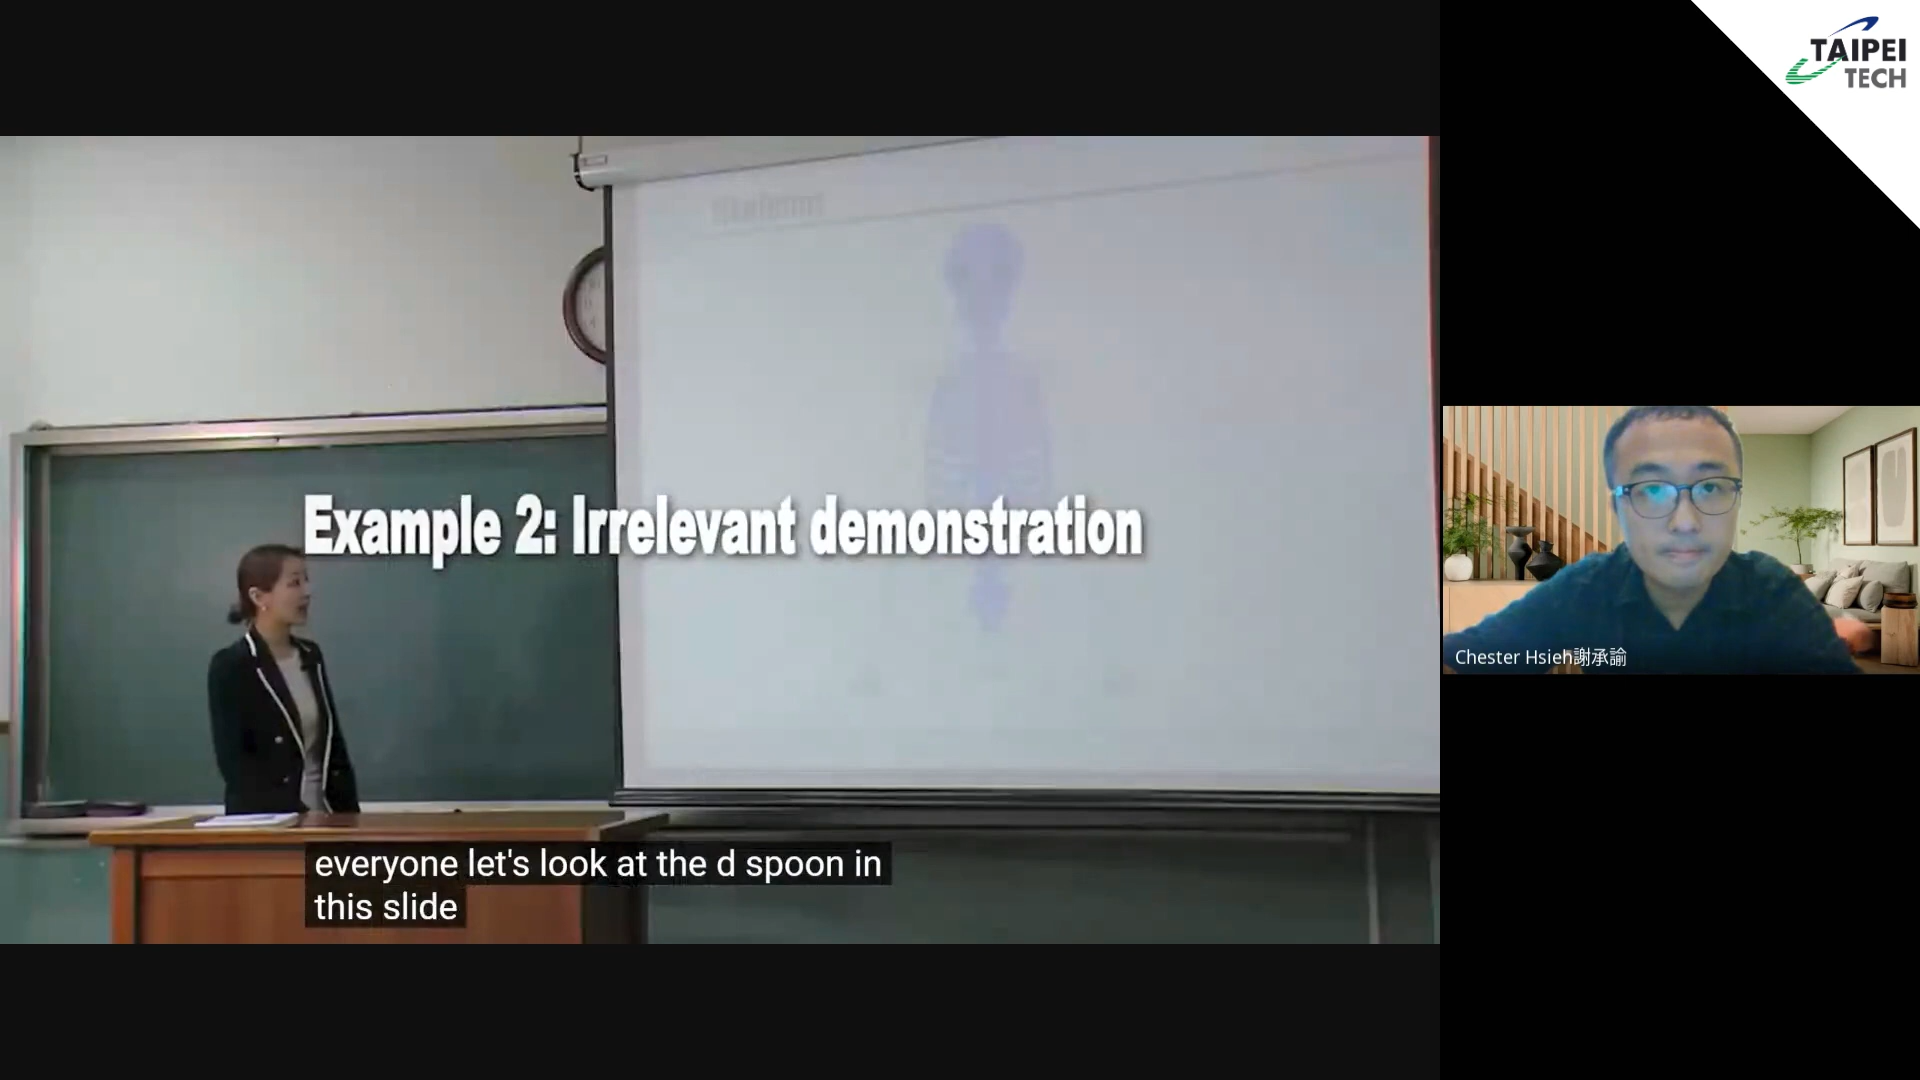 TAIPEI
TECH
Example 2: Irrelevant demonstration
everyone let's look at the d spoon in
this slide
Chester Hsieh謝承諭